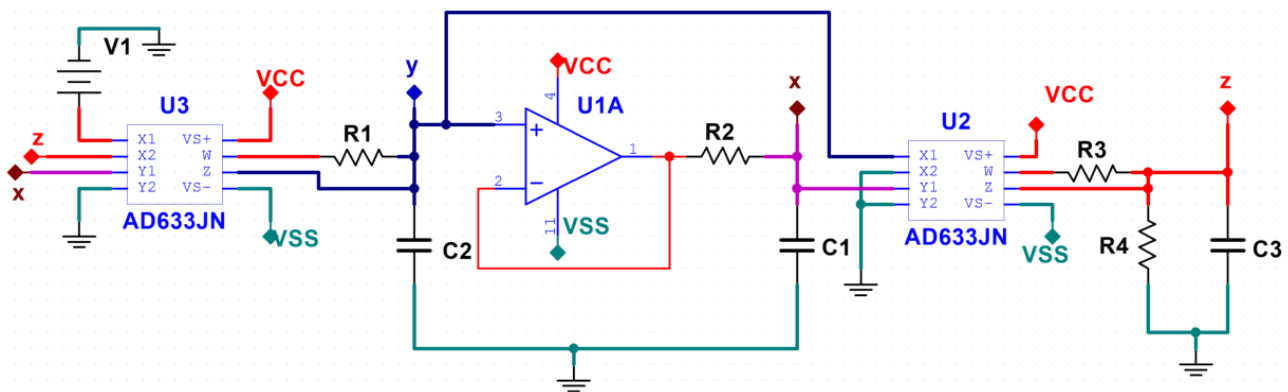 V1
U3
VCC
z
x
X1 VS+
X2 W
Y1 Z
Y2 VS-
AD633JN
VSS
R1
y
C2
U1A
VCC
4
3
+
1
2
−
11
VSS
R2
x
C1
U2
VCC
X1 VS+
X2 W
Y1 Z
Y2 VS-
AD633JN
VSS
R3
z
R4
C3